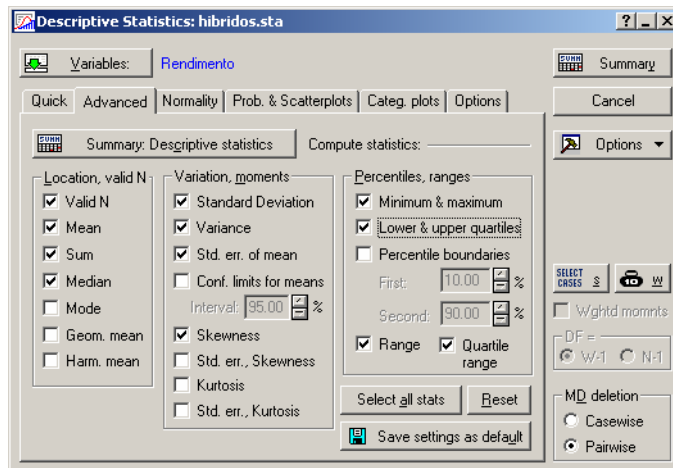 Descriptive Statistics: hibridos.sta
Variables: Rendimento
Summary
Quick Advanced Normality Prob. & Scatterplots Categ. plots Options
Cancel
Summary: Descriptive statistics Compute statistics:
Options
Location, valid N
Valid N
Mean
Sum
Median
Mode
Geom. mean
Harm. mean
Variation, moments
Standard Deviation
Variance
Std. err. of mean
Conf. limits for means
Interval: 95.00 %
Skewness
Std. err., Skewness
Kurtosis
Std. err., Kurtosis
Percentiles, ranges
Minimum & maximum
Lower & upper quartiles
Percentile boundaries
First: 10.00 %
Second: 90.00 %
Range Quartile
range
Select all stats Reset
Save settings as default
SELECT
CASES S W
Wghtd momnts
DF =
W-1 N-1
MD deletion
Casewise
Pairwise